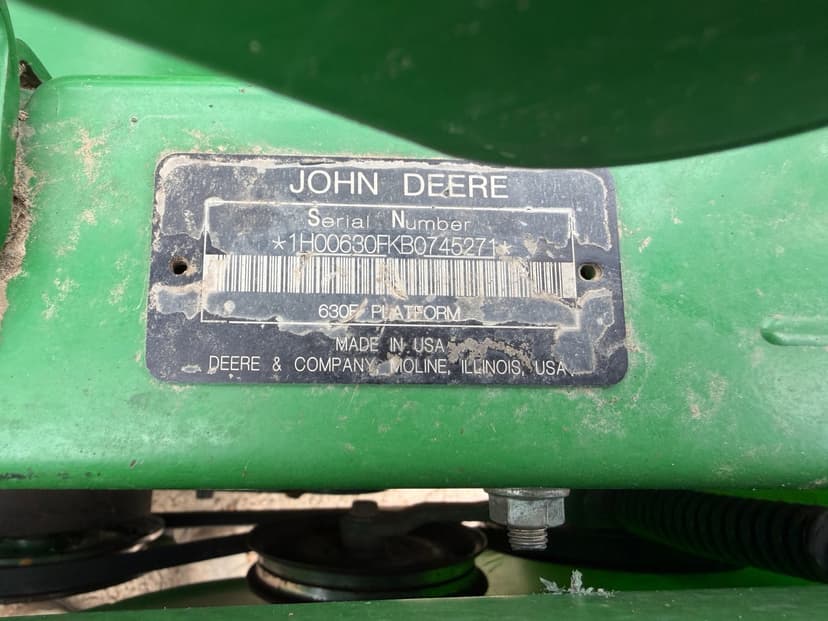 JOHN DEERE
Serial Number
*1H00630FKB0745271*
630F PLATFORM
MADE IN USA
DEERE & COMPANY, MOLINE, ILLINOIS, USA